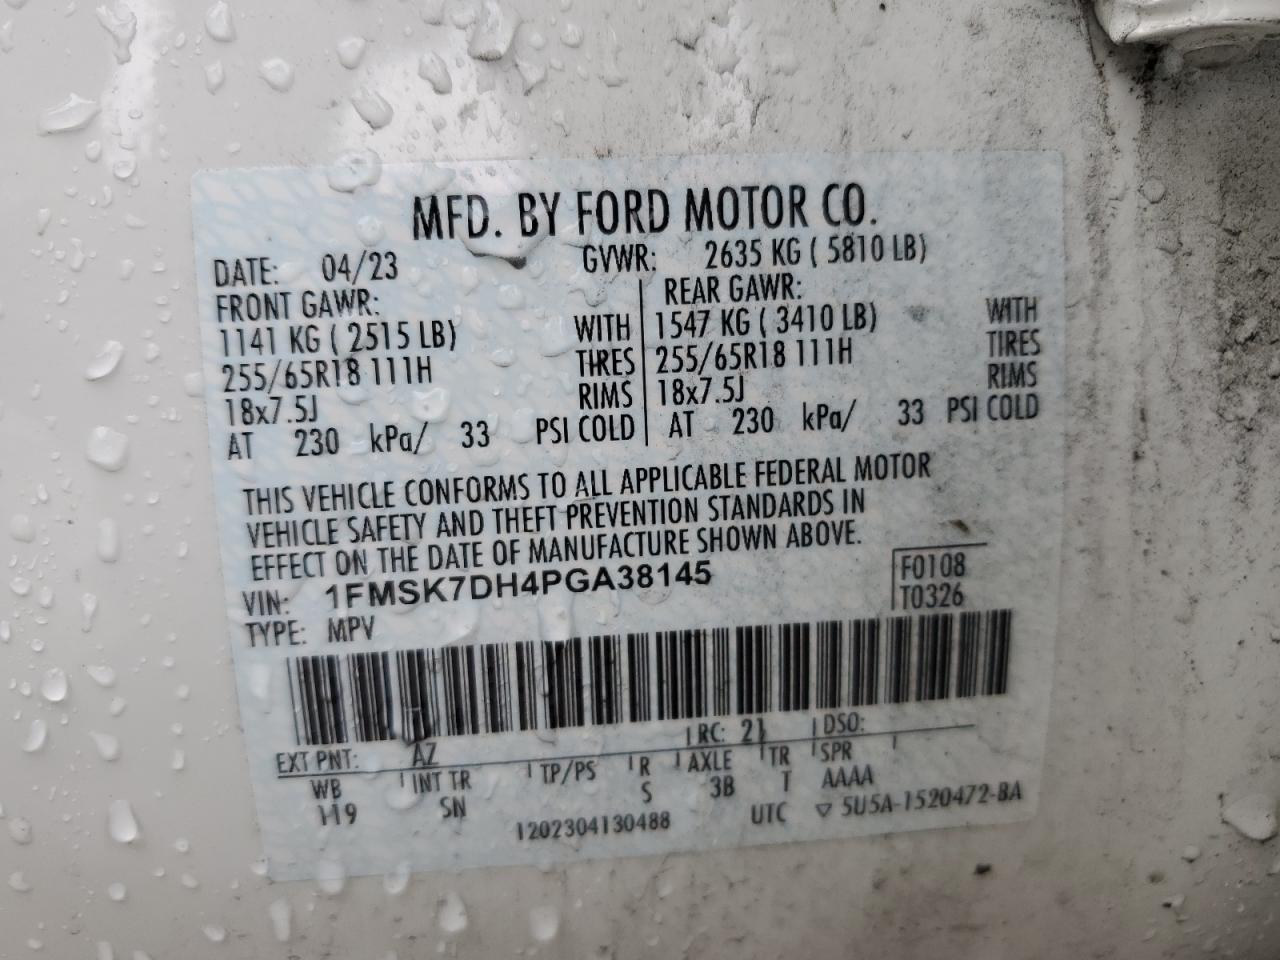 MFD. BY FORD MOTOR CO.
DATE: 04/23 GVWR: 2635 KG ( 5810 LB)
FRONT GAWR: REAR GAWR:
1141 KG ( 2515 LB) WITH 1547 KG ( 3410 LB) WITH
255/65R18 111H TIRES 255/65R18 111H TIRES
18x7.5J RIMS 18x7.5J RIMS
AT 230 kPa/ 33 PSI COLD AT 230 kPa/ 33 PSI COLD
THIS VEHICLE CONFORMS TO ALL APPLICABLE FEDERAL MOTOR
VEHICLE SAFETY AND THEFT PREVENTION STANDARDS IN
EFFECT ON THE DATE OF MANUFACTURE SHOWN ABOVE.
VIN: 1FMSK7DH4PGA38145 F0108
TYPE: MPV T0326
EXT PNT: AZ RC: 21 DSO:
WB INT TR TP/PS R AXLE TR SPR
119 SN S 3B T AAAA
1202304130488 UTC ▽ 5U5A-1520472-BA